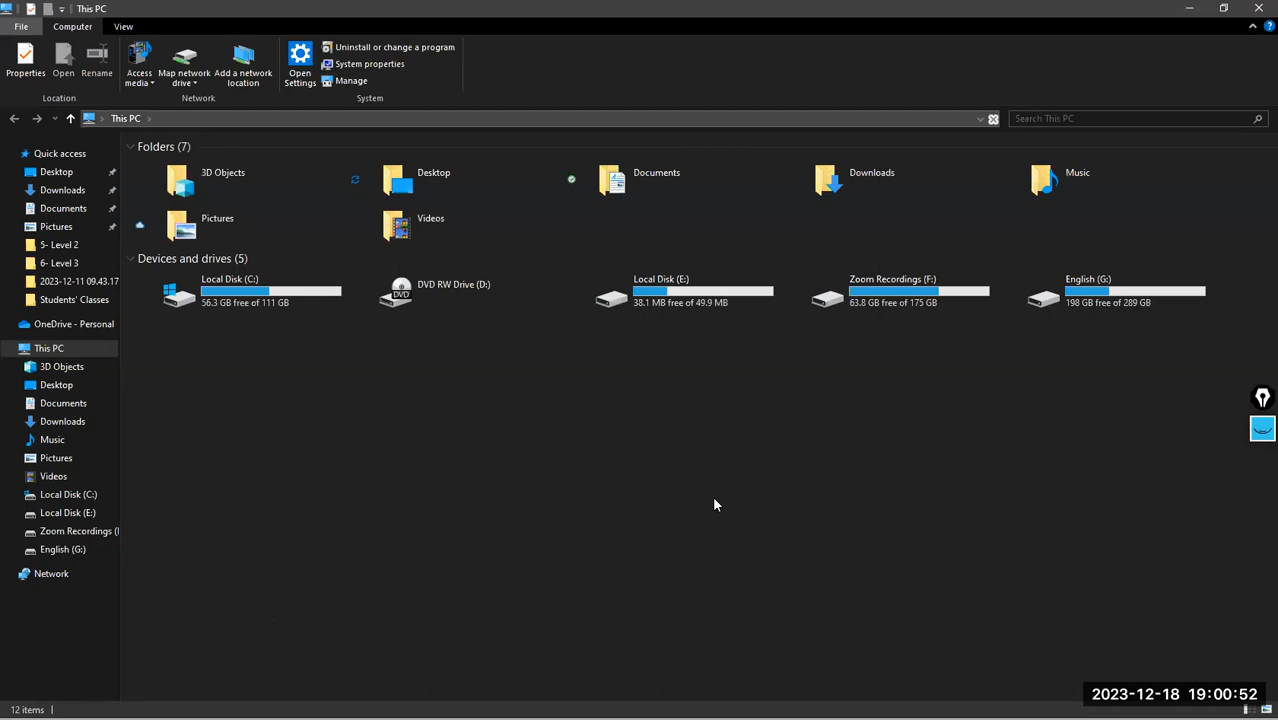 This PC
File Computer View
Properties Open Rename Access media Map network drive Add a network location Open Settings Uninstall or change a program
System properties
Manage
Location Network System
This PC
Search This PC
Quick access
Desktop
Downloads
Documents
Pictures
5- Level 2
6- Level 3
2023-12-11 09.43.17
Students' Classes
OneDrive - Personal
This PC
3D Objects
Desktop
Documents
Downloads
Music
Pictures
Videos
Local Disk (C:)
Local Disk (E:)
Zoom Recordings (
English (G:)
Network
Folders (7)
3D Objects Desktop Documents Downloads Music
Pictures Videos
Devices and drives (5)
Local Disk (C:) DVD RW Drive (D:) Local Disk (E:) Zoom Recordings (F:) English (G:)
DVD
56.3 GB free of 111 GB 38.1 MB free of 49.9 MB 63.8 GB free of 175 GB 198 GB free of 289 GB
2023-12-18 19:00:52
12 items